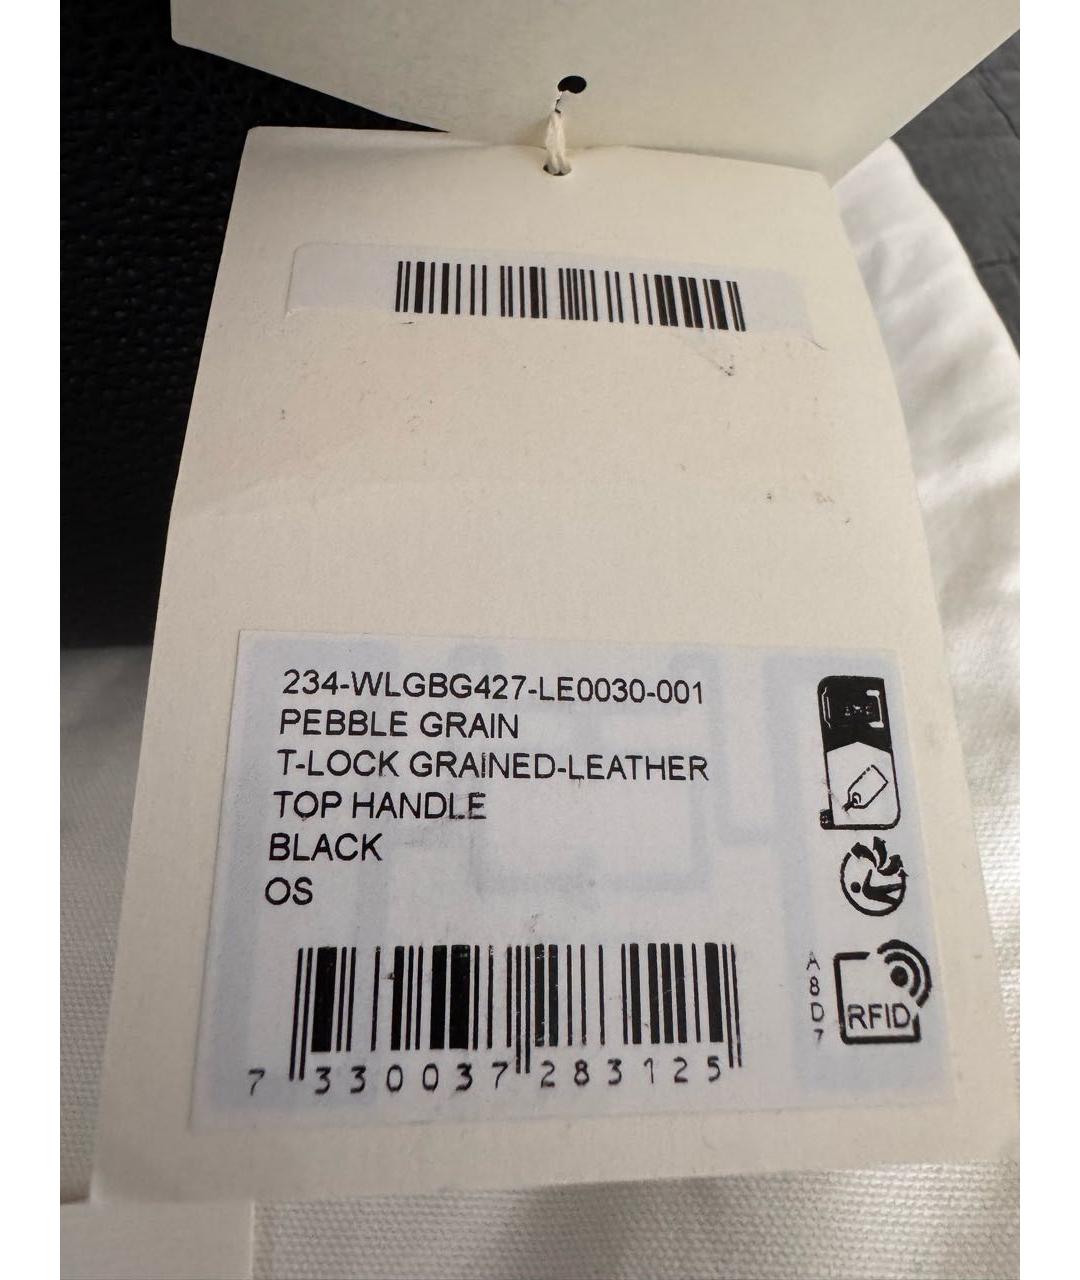 234-WLGBG427-LE0030-001
PEBBLE GRAIN
T-LOCK GRAINED-LEATHER
TOP HANDLE
BLACK
OS
7 330037 283125
A8D7
RFID